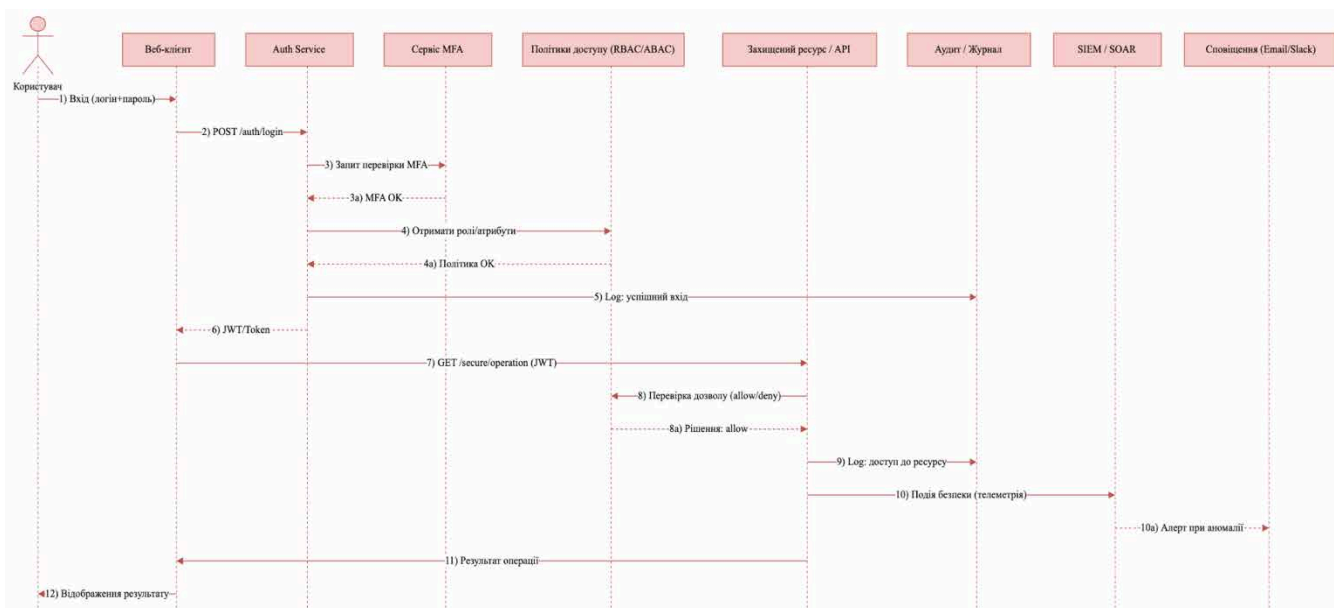 Веб-клієнт
Auth Service
Сервіс MFA
Політики доступу (RBAC/ABAC)
Захищений ресурс / API
Аудит / Журнал
SIEM / SOAR
Сповіщення (Email/Slack)
Користувач
1) Вхід (логін+пароль)
2) POST /auth/login
3) Запит перевірки MFA
3a) MFA OK
4) Отримати ролі/атрибути
4a) Політика OK
5) Log: успішний вхід
6) JWT/Token
7) GET /secure/operation (JWT)
8) Перевірка дозволу (allow/deny)
8a) Рішення: allow
9) Log: доступ до ресурсу
10) Подія безпеки (телеметрія)
10a) Алерт при аномалії
11) Результат операції
12) Відображення результату